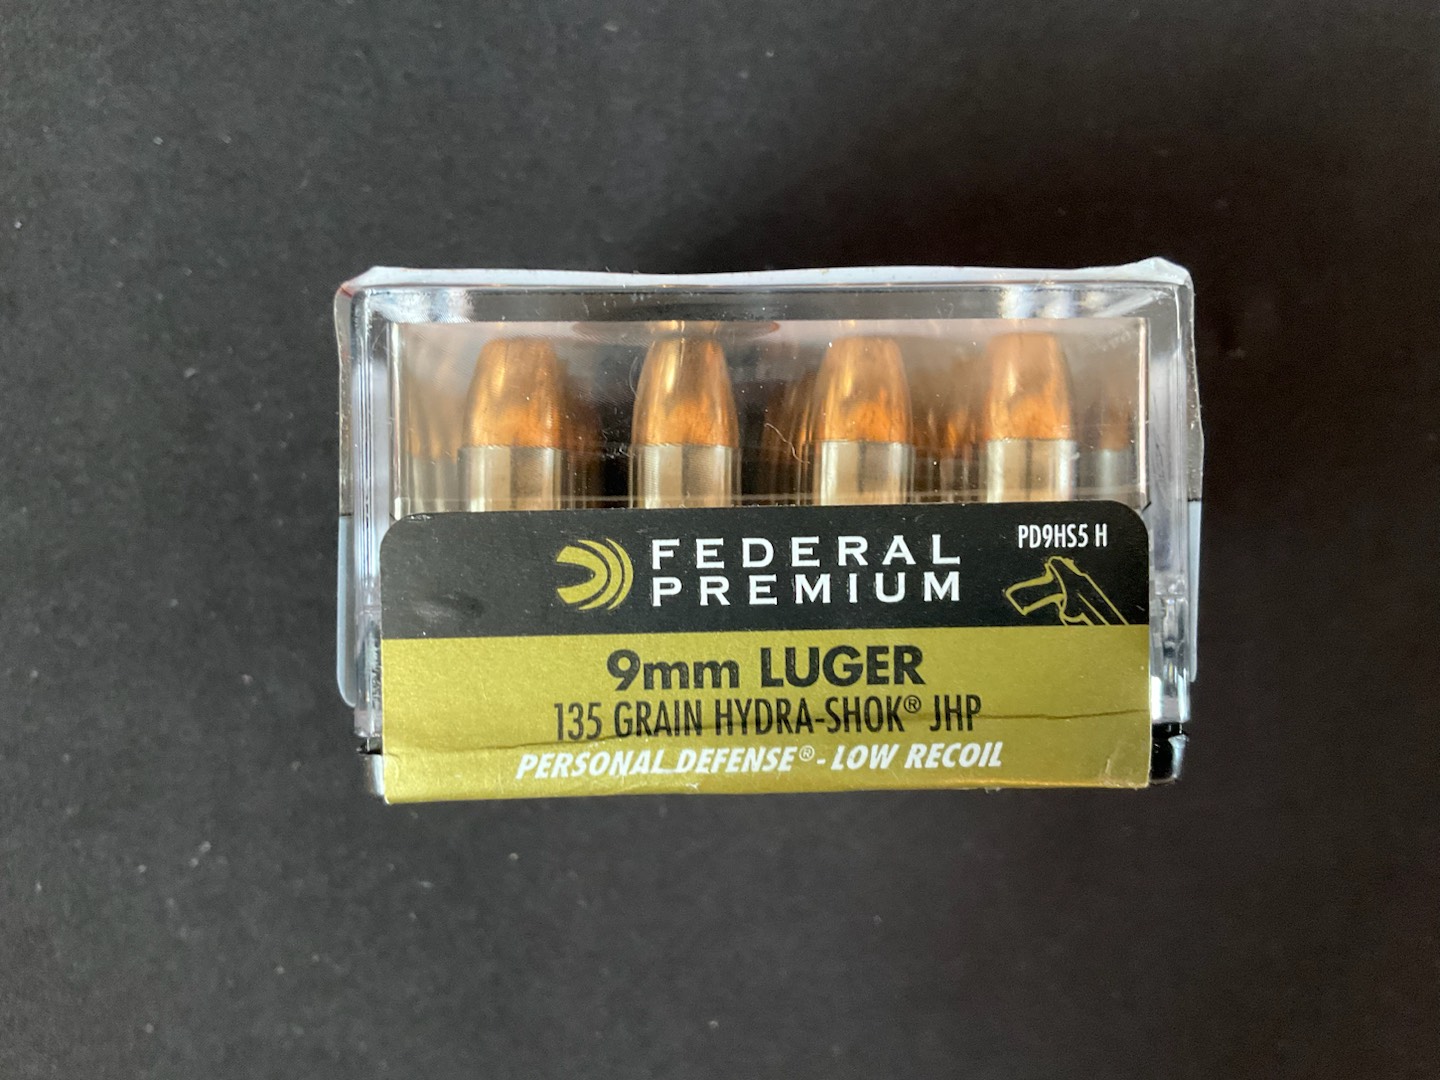 PD9HS5 H
FEDERAL
PREMIUM
9mm LUGER
135 GRAIN HYDRA-SHOK® JHP
PERSONAL DEFENSE® - LOW RECOIL